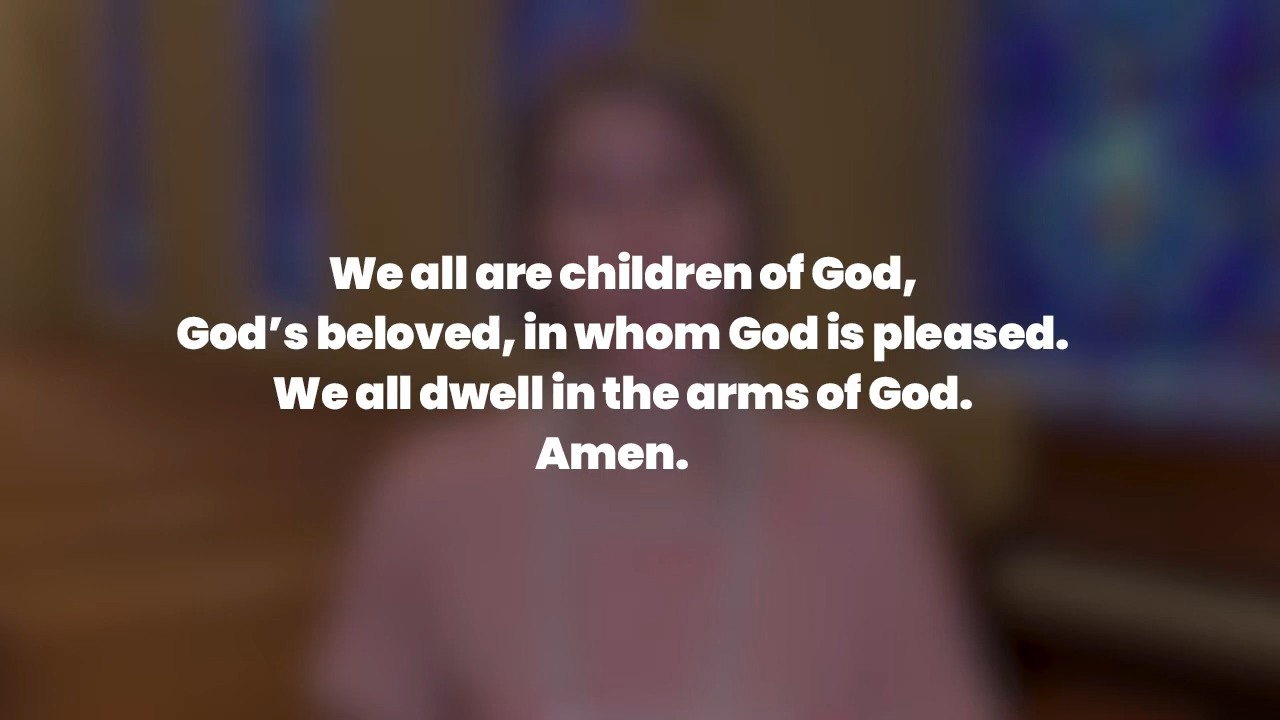 We all are children of God,
God’s beloved, in whom God is pleased.
We all dwell in the arms of God.
Amen.